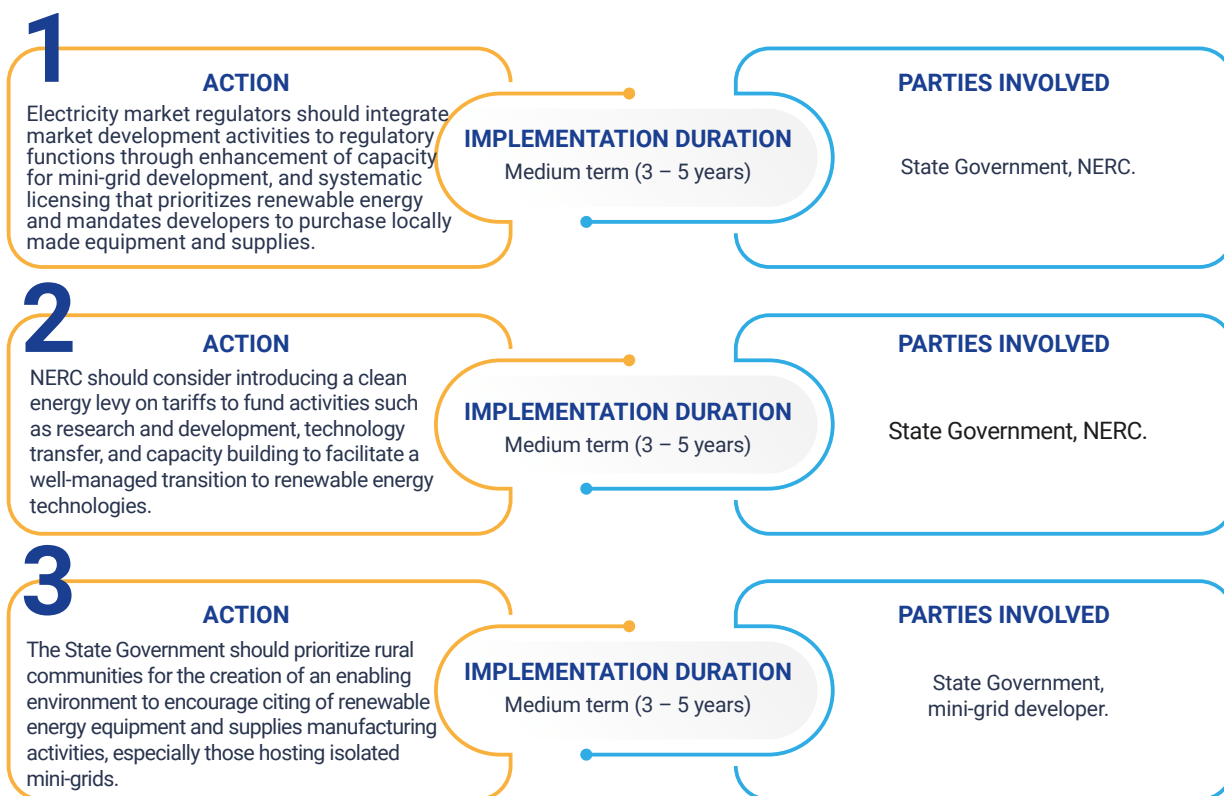 1
ACTION
Electricity market regulators should integrate
market development activities to regulatory
functions through enhancement of capacity
for mini-grid development, and systematic
licensing that prioritizes renewable energy
and mandates developers to purchase locally
made equipment and supplies.
IMPLEMENTATION DURATION
Medium term (3 – 5 years)
PARTIES INVOLVED
State Government, NERC.
2
ACTION
NERC should consider introducing a clean
energy levy on tariffs to fund activities such
as research and development, technology
transfer, and capacity building to facilitate a
well-managed transition to renewable energy
technologies.
IMPLEMENTATION DURATION
Medium term (3 – 5 years)
PARTIES INVOLVED
State Government, NERC.
3
ACTION
The State Government should prioritize rural
communities for the creation of an enabling
environment to encourage citing of renewable
energy equipment and supplies manufacturing
activities, especially those hosting isolated
mini-grids.
IMPLEMENTATION DURATION
Medium term (3 – 5 years)
PARTIES INVOLVED
State Government,
mini-grid developer.